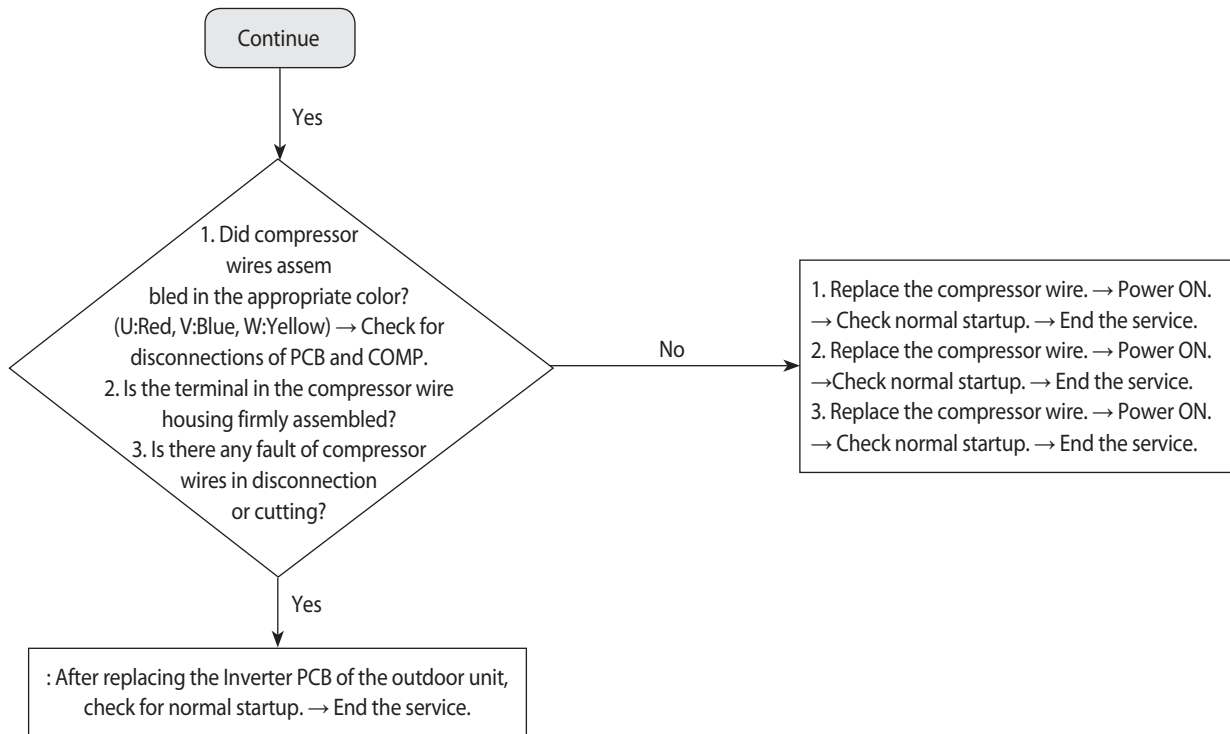 Continue
Yes
1. Did compressor
wires assem
bled in the appropriate color?
(U:Red, V:Blue, W:Yellow) → Check for
disconnections of PCB and COMP.
2. Is the terminal in the compressor wire
housing firmly assembled?
3. Is there any fault of compressor
wires in disconnection
or cutting?
No
1. Replace the compressor wire. → Power ON.
→ Check normal startup. → End the service.
2. Replace the compressor wire. → Power ON.
→Check normal startup. → End the service.
3. Replace the compressor wire. → Power ON.
→ Check normal startup. → End the service.
Yes
: After replacing the Inverter PCB of the outdoor unit,
check for normal startup. → End the service.